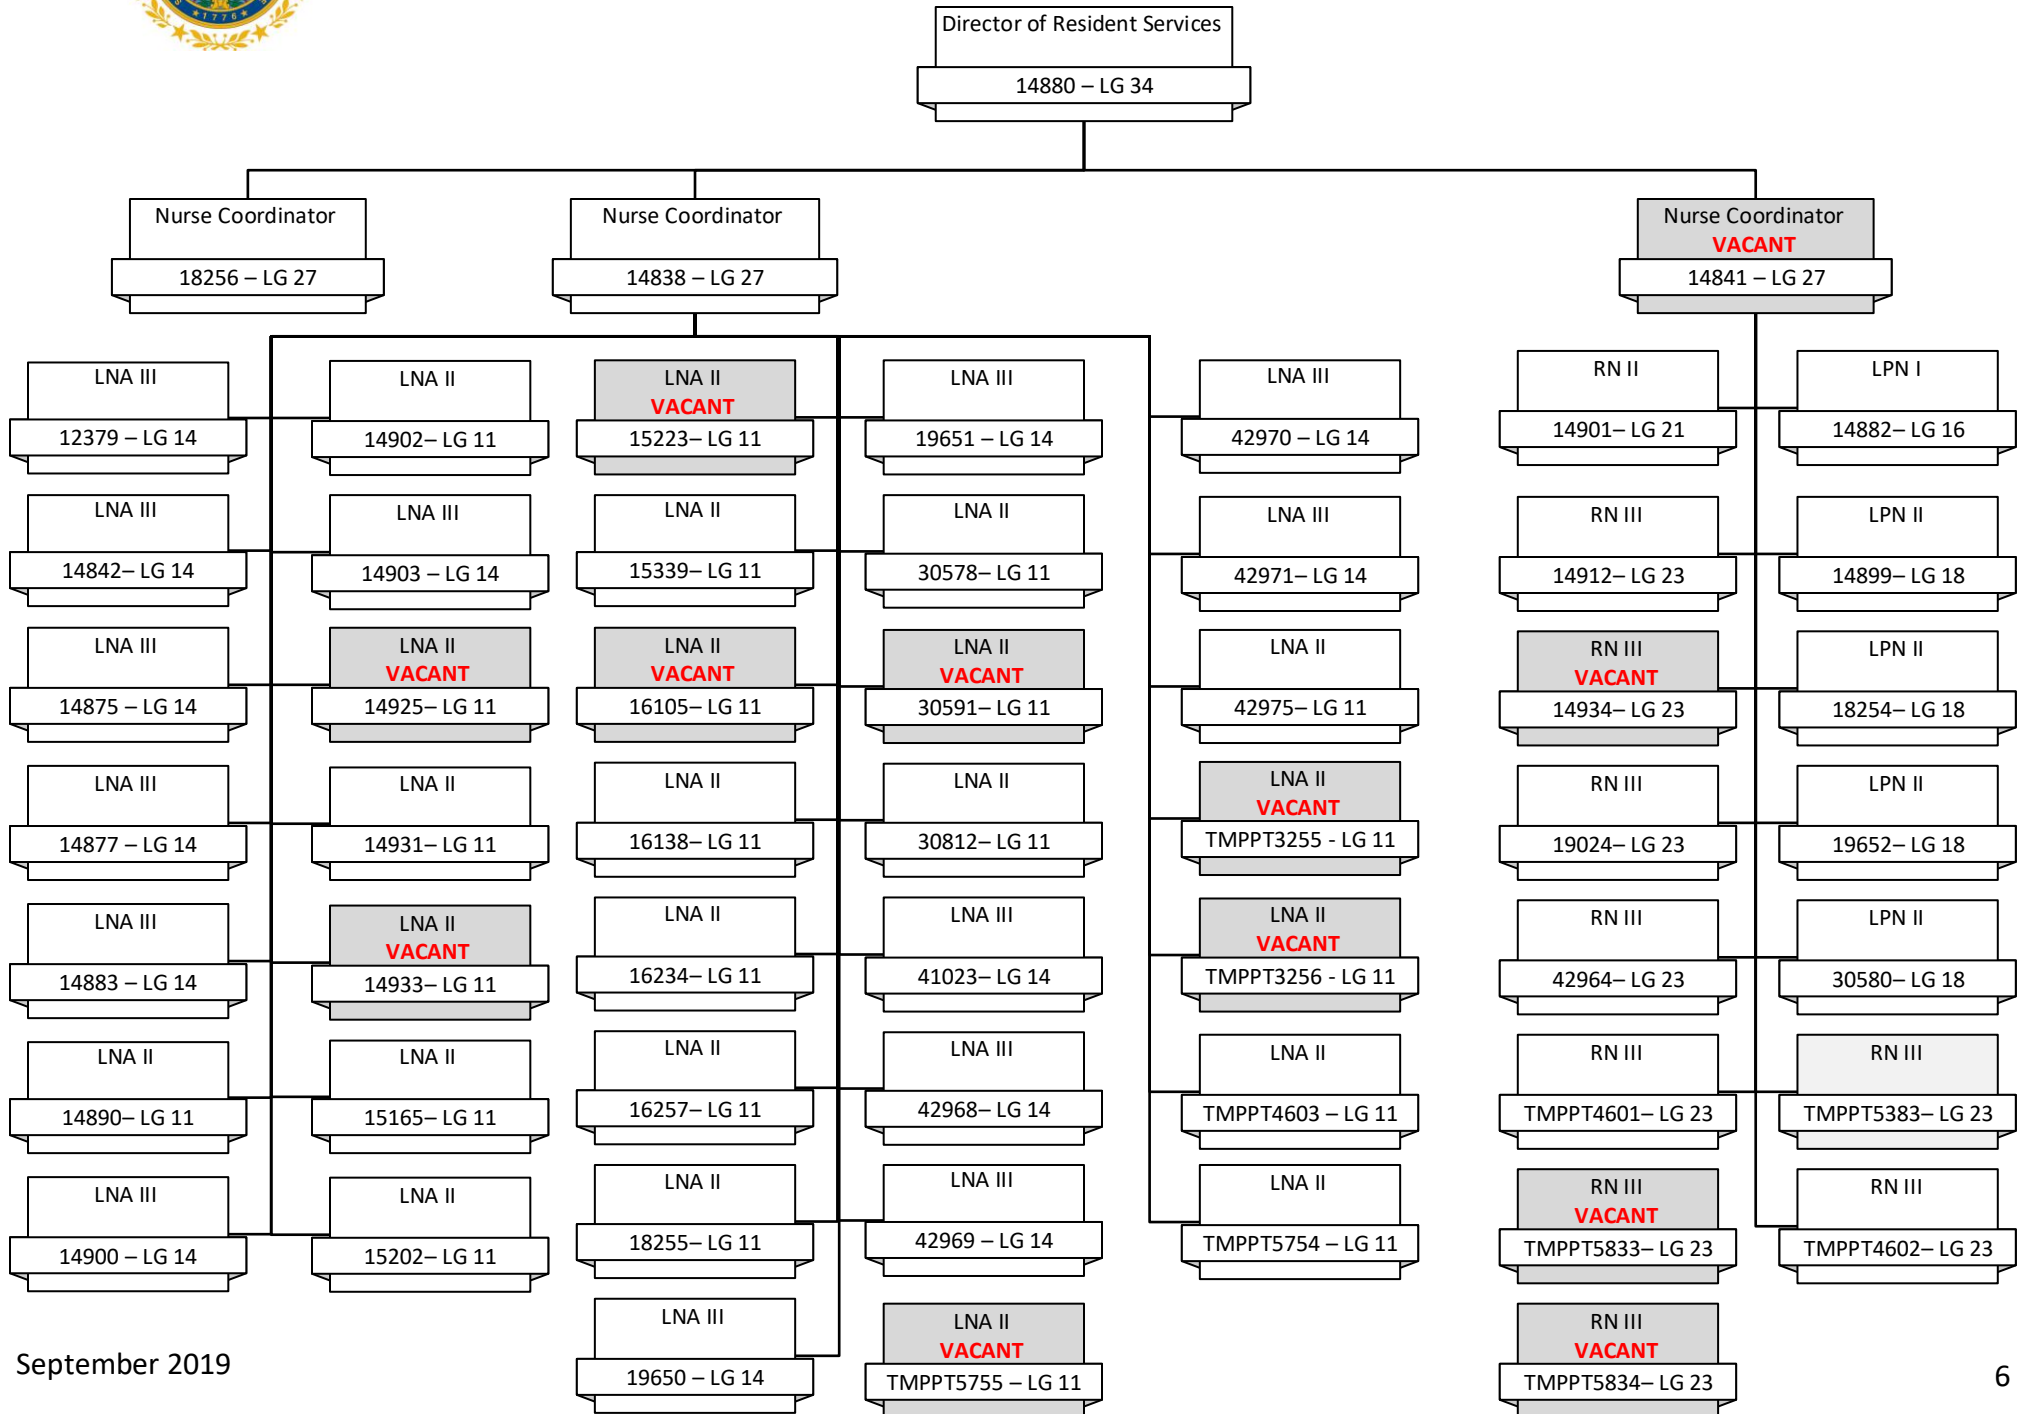 1776
Director of Resident Services
14880 – LG 34
Nurse Coordinator
18256 – LG 27
Nurse Coordinator
14838 – LG 27
Nurse Coordinator
VACANT
14841 – LG 27
LNA III
12379 – LG 14
LNA II
14902– LG 11
LNA II
VACANT
15223– LG 11
LNA III
19651 – LG 14
LNA III
42970 – LG 14
RN II
14901– LG 21
LPN I
14882– LG 16
LNA III
14842– LG 14
LNA III
14903 – LG 14
LNA II
15339– LG 11
LNA II
30578– LG 11
LNA III
42971– LG 14
RN III
14912– LG 23
LPN II
14899– LG 18
LNA III
14875 – LG 14
LNA II
VACANT
14925– LG 11
LNA II
VACANT
16105– LG 11
LNA II
VACANT
30591– LG 11
LNA II
42975– LG 11
RN III
VACANT
14934– LG 23
LPN II
18254– LG 18
LNA III
14877 – LG 14
LNA II
14931– LG 11
LNA II
16138– LG 11
LNA II
30812– LG 11
LNA II
VACANT
TMPPT3255 - LG 11
RN III
19024– LG 23
LPN II
19652– LG 18
LNA III
14883 – LG 14
LNA II
VACANT
14933– LG 11
LNA II
16234– LG 11
LNA III
41023– LG 14
LNA II
VACANT
TMPPT3256 - LG 11
RN III
42964– LG 23
LPN II
30580– LG 18
LNA II
14890– LG 11
LNA II
15165– LG 11
LNA II
16257– LG 11
LNA III
42968– LG 14
LNA II
TMPPT4603 – LG 11
RN III
TMPPT4601– LG 23
RN III
TMPPT5383– LG 23
LNA III
14900 – LG 14
LNA II
15202– LG 11
LNA II
18255– LG 11
LNA III
42969 – LG 14
LNA II
TMPPT5754 – LG 11
RN III
VACANT
TMPPT5833– LG 23
RN III
TMPPT4602– LG 23
LNA III
19650 – LG 14
LNA II
VACANT
TMPPT5755 – LG 11
RN III
VACANT
TMPPT5834– LG 23
September 2019
6